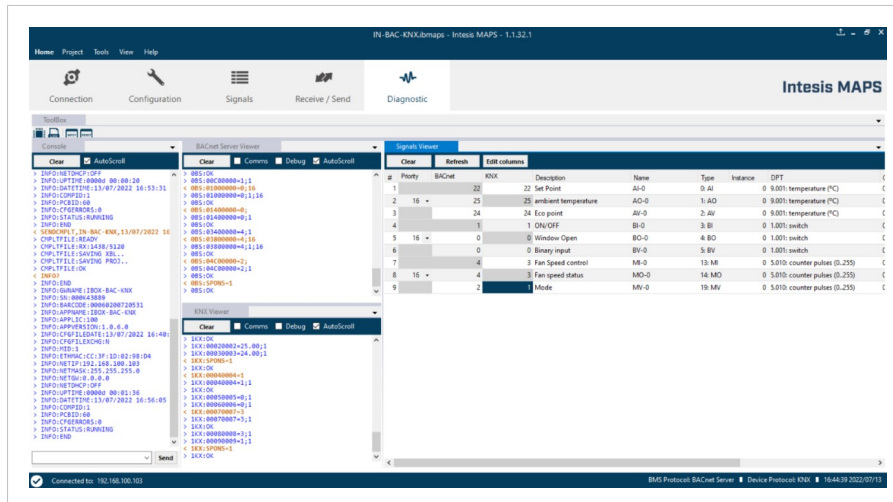 IN-BAC-KNX.ibmaps - Intesis MAPS - 1.1.32.1
Home Project Tools View Help
Connection Configuration Signals Receive / Send Diagnostic
Intesis MAPS
ToolBox
Console
Clear AutoScroll
> INFO:NETDHCP:OFF
> INFO:UPTIME:0000d 00:00:20
> INFO:DATETIME:13/07/2022 16:53:31
> INFO:COMPID:1
> INFO:PCBID:60
> INFO:CFGERRORS:0
> INFO:STATUS:RUNNING
> INFO:END
< SENDCMPLT,IN-BAC-KNX,13/07/2022 16
> CMPLTFILE:READY
> CMPLTFILE:RX:1438/5120
> CMPLTFILE:SAVING XBL..
> CMPLTFILE:SAVING PROJ..
> CMPLTFILE:OK
< INFO?
> INFO:END
> INFO:GWNAME:IBOX-BAC-KNX
> INFO:SN:000K43889
> INFO:BARCODE:00060200720531
> INFO:APPNAME:IBOX-BAC-KNX
> INFO:APPLIC:100
> INFO:APPVERSION:1.0.6.0
> INFO:CFGFILEDATE:13/07/2022 16:40:
> INFO:CFGFILEXCHG:N
> INFO:MID:1
> INFO:ETHMAC:CC:3F:1D:02:98:D4
> INFO:NETIP:192.168.100.103
> INFO:NETMASK:255.255.255.0
> INFO:NETGW:0.0.0.0
> INFO:NETDHCP:OFF
> INFO:UPTIME:0000d 00:01:36
> INFO:DATETIME:13/07/2022 16:56:05
> INFO:COMPID:1
> INFO:PCBID:60
> INFO:CFGERRORS:0
> INFO:STATUS:RUNNING
> INFO:END
Send
BACnet Server Viewer
Clear Comms Debug AutoScroll
> 0BS:OK
> 0BS:00C00000=1;1
< 0BS:01000000=0;16
> 0BS:01000000=0;1;16
> 0BS:OK
< 0BS:01400000=0;
> 0BS:01400000=0;1
> 0BS:OK
> 0BS:03400000=4;1
< 0BS:03800000=4;16
> 0BS:03800000=4;1;16
> 0BS:OK
< 0BS:04C00000=2;
> 0BS:04C00000=2;1
> 0BS:OK
< 0BS:SPONS=1
> 0BS:OK
KNX Viewer
Clear Comms Debug AutoScroll
> 1KX:OK
> 1KX:00020002=25.00;1
> 1KX:00030003=24.00;1
< 1KX:SPONS=1
> 1KX:OK
< 1KX:00040004=1
> 1KX:00040004=1;1
> 1KX:OK
> 1KX:00050005=0;1
> 1KX:00060006=0;1
< 1KX:00070007=3
> 1KX:00070007=3;1
> 1KX:OK
> 1KX:00080008=3;1
> 1KX:00090009=1;1
< 1KX:SPONS=1
> 1KX:OK
Signals Viewer
Clear Refresh Edit columns
# Priority BACnet KNX Description Name Type Instance DPT
1 22 22 Set Point AI-0 0: AI 0 9.001: temperature (ºC)
2 16 25 25 ambient temperature AO-0 1: AO 0 9.001: temperature (ºC)
3 24 24 Eco point AV-0 2: AV 0 9.001: temperature (ºC)
4 1 1 ON/OFF BI-0 3: BI 0 1.001: switch
5 16 0 0 Window Open BO-0 4: BO 0 1.001: switch
6 0 0 Binary input BV-0 5: BV 0 1.001: switch
7 4 3 Fan Speed control MI-0 13: MI 0 5.010: counter pulses (0..255)
8 16 4 3 Fan speed status MO-0 14: MO 0 5.010: counter pulses (0..255)
9 2 1 Mode MV-0 19: MV 0 5.010: counter pulses (0..255)
Connected to: 192.168.100.103
BMS Protocol: BACnet Server Device Protocol: KNX 16:44:39 2022/07/13